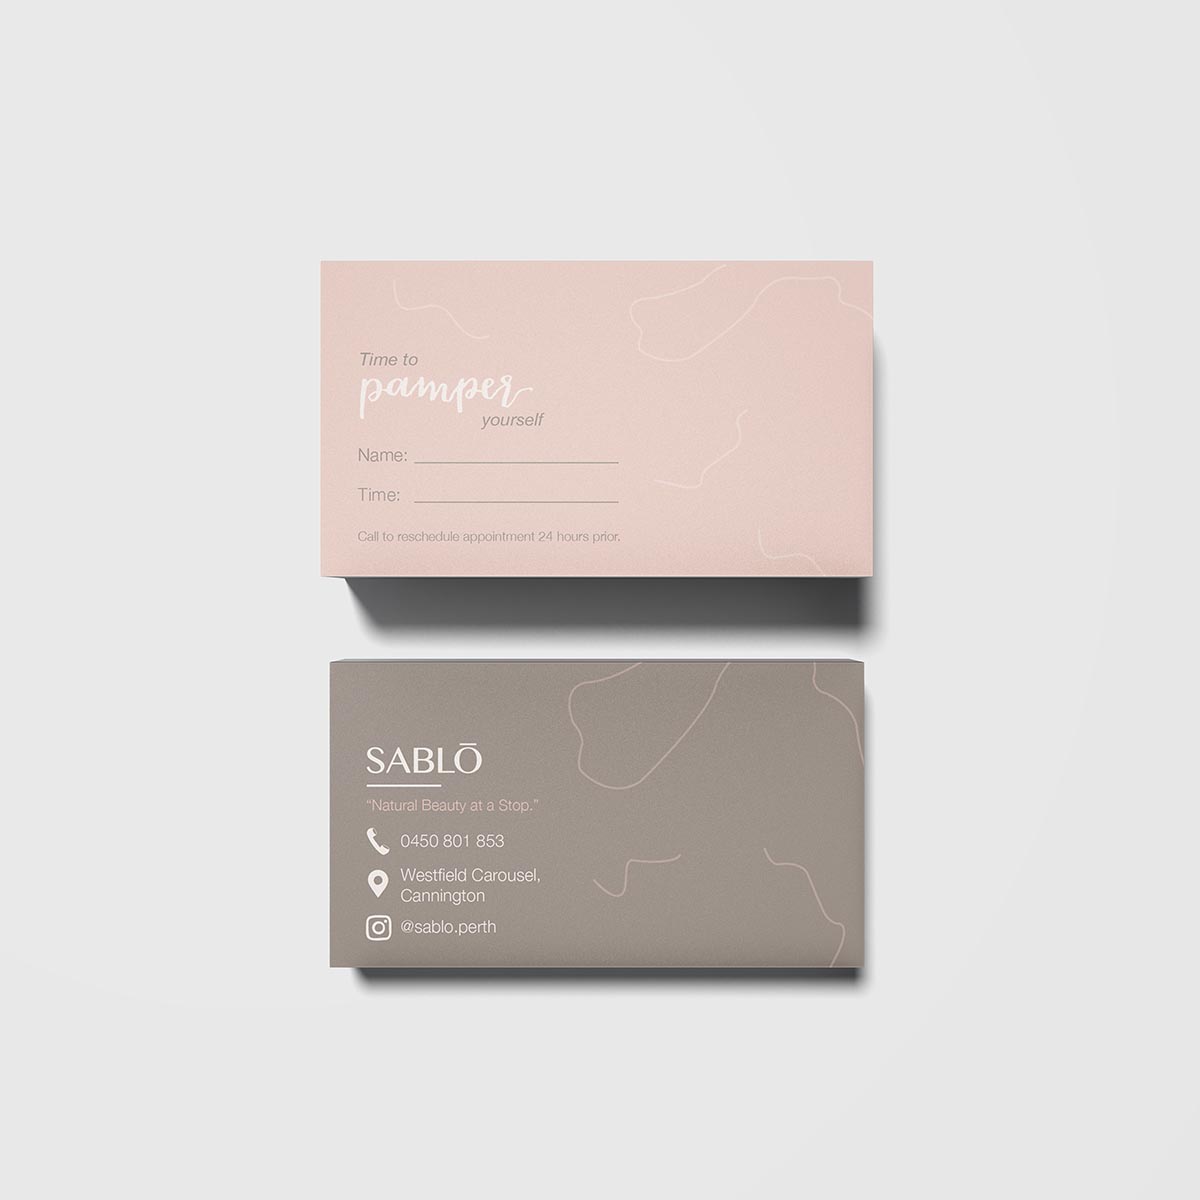 Time to
pamper
yourself
Name:
Time:
Call to reschedule appointment 24 hours prior.
SABLŌ
“Natural Beauty at a Stop.”
0450 801 853
Westfield Carousel,
Cannington
@sablo.perth